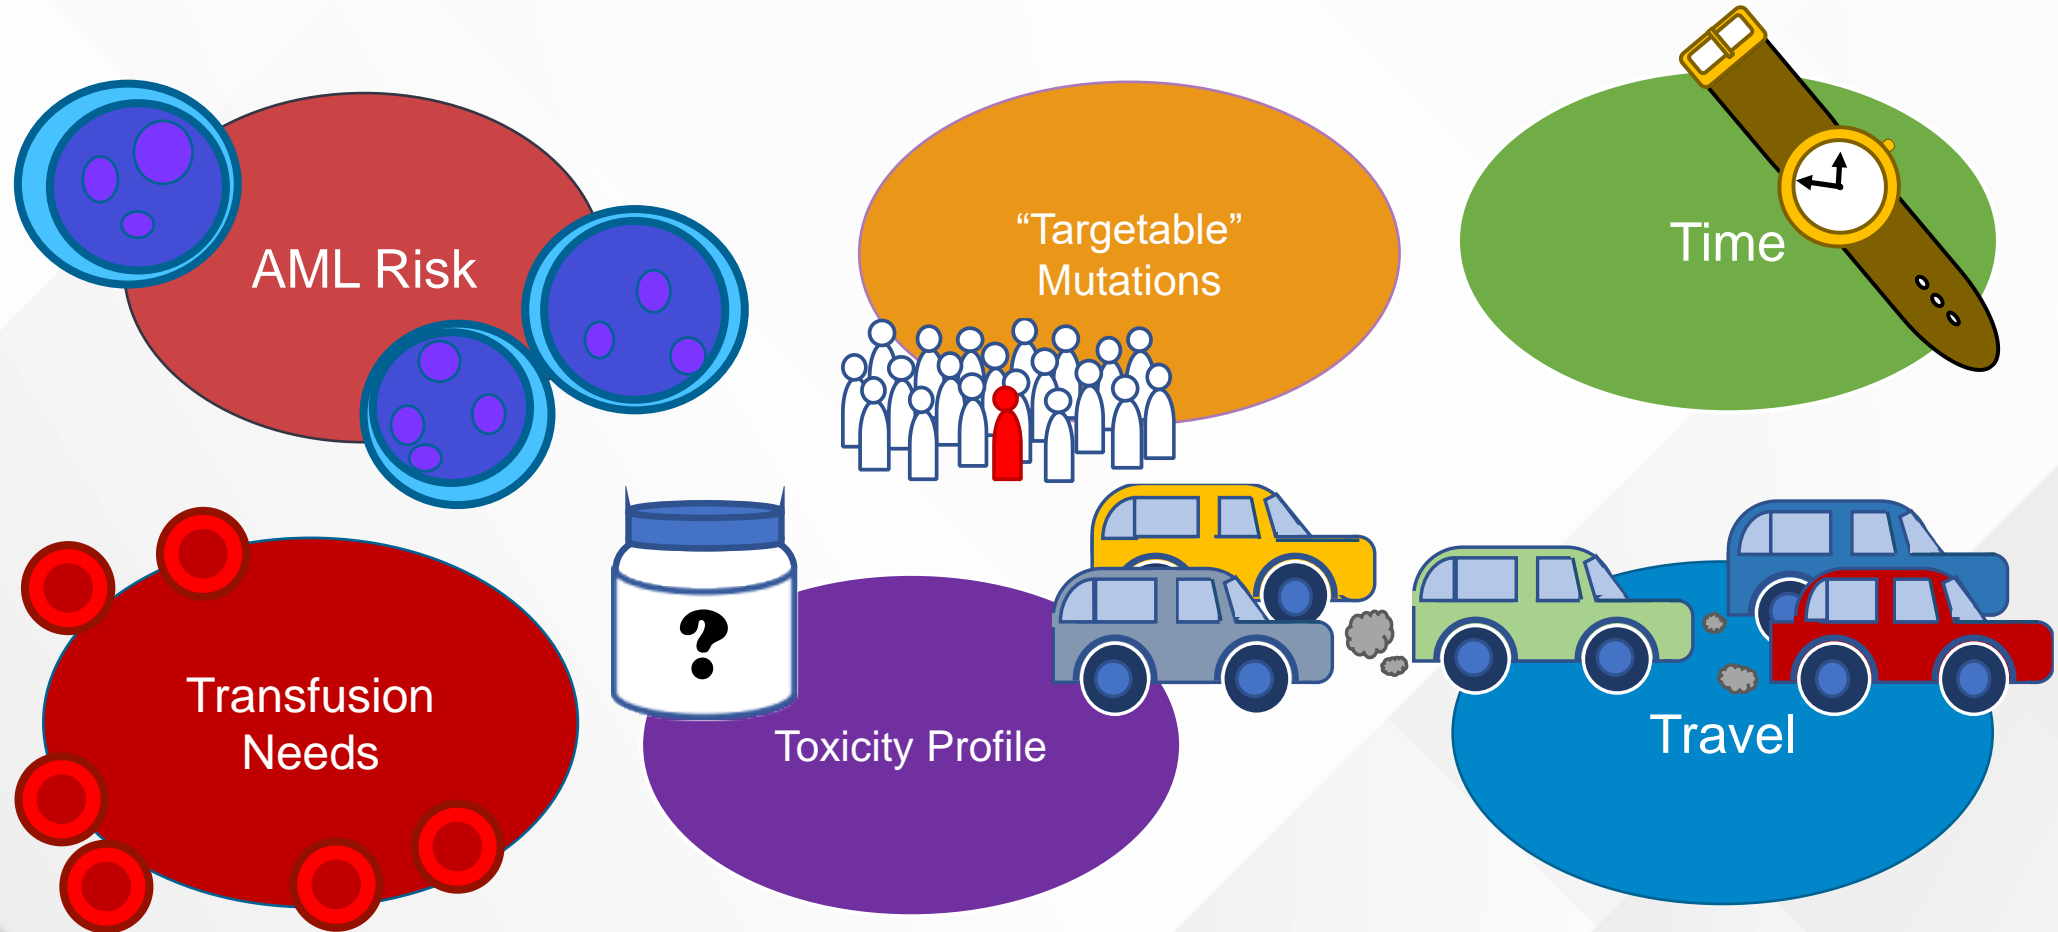 AML Risk
“Targetable”
Mutations
Time
Transfusion
Needs
?
Toxicity Profile
Travel